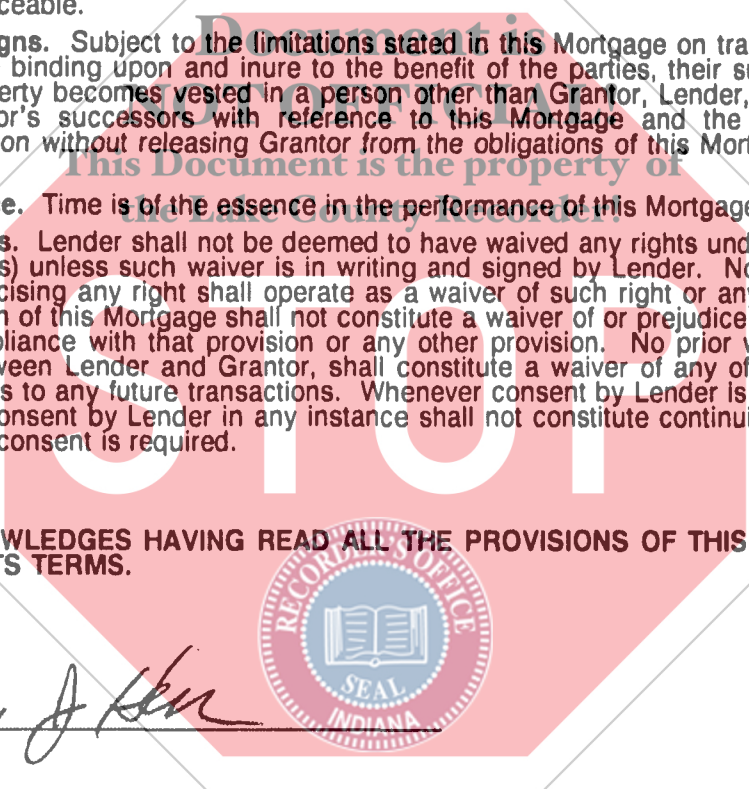 ceable.
Document is
gns. Subject to the limitations stated in this Mortgage on tra
binding upon and inure to the benefit of the parties, their su
NOT OFFICIAL
erty becomes vested in a person other than Grantor, Lender,
or's successors with reference to this Mortgage and the
on without releasing Grantor from the obligations of this Mort
This Document is the property of
e. Time is of the essence in the performance of this Mortgage
the Lake County Recorder!
s. Lender shall not be deemed to have waived any rights und
s) unless such waiver is in writing and signed by Lender. No
cising any right shall operate as a waiver of such right or an
n of this Mortgage shall not constitute a waiver of or prejudice
pliance with that provision or any other provision. No prior w
ween Lender and Grantor, shall constitute a waiver of any of
s to any future transactions. Whenever consent by Lender is
onsent by Lender in any instance shall not constitute continui
consent is required.
STOP
WLEDGES HAVING READ ALL THE PROVISIONS OF THIS
TS TERMS.
RECORDER'S OFFICE
SEAL
INDIANA